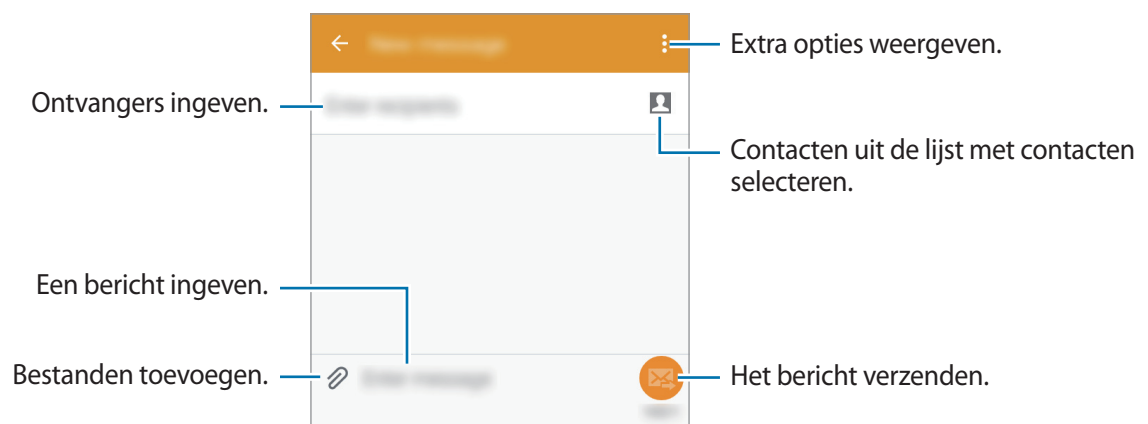 Extra opties weergeven.
Ontvangers ingeven.
Contacten uit de lijst met contacten
selecteren.
Een bericht ingeven.
Bestanden toevoegen.
Het bericht verzenden.